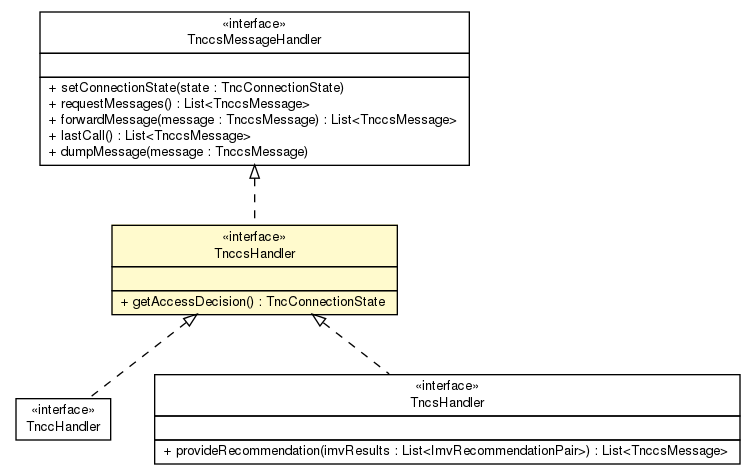 «interface»
TnccsMessageHandler
+ setConnectionState(state : TncConnectionState)
+ requestMessages() : List<TnccsMessage>
+ forwardMessage(message : TnccsMessage) : List<TnccsMessage>
+ lastCall() : List<TnccsMessage>
+ dumpMessage(message : TnccsMessage)
«interface»
TnccsHandler
+ getAccessDecision() : TncConnectionState
«interface»
TnccHandler
«interface»
TncsHandler
+ provideRecommendation(imvResults : List<ImvRecommendationPair>) : List<TnccsMessage>